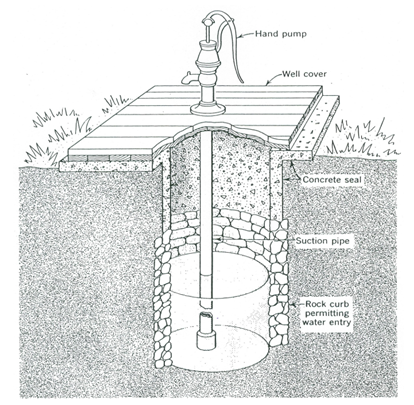 Hand pump
Well cover
Concrete seal
Suction pipe
Rock curb
permitting
water entry